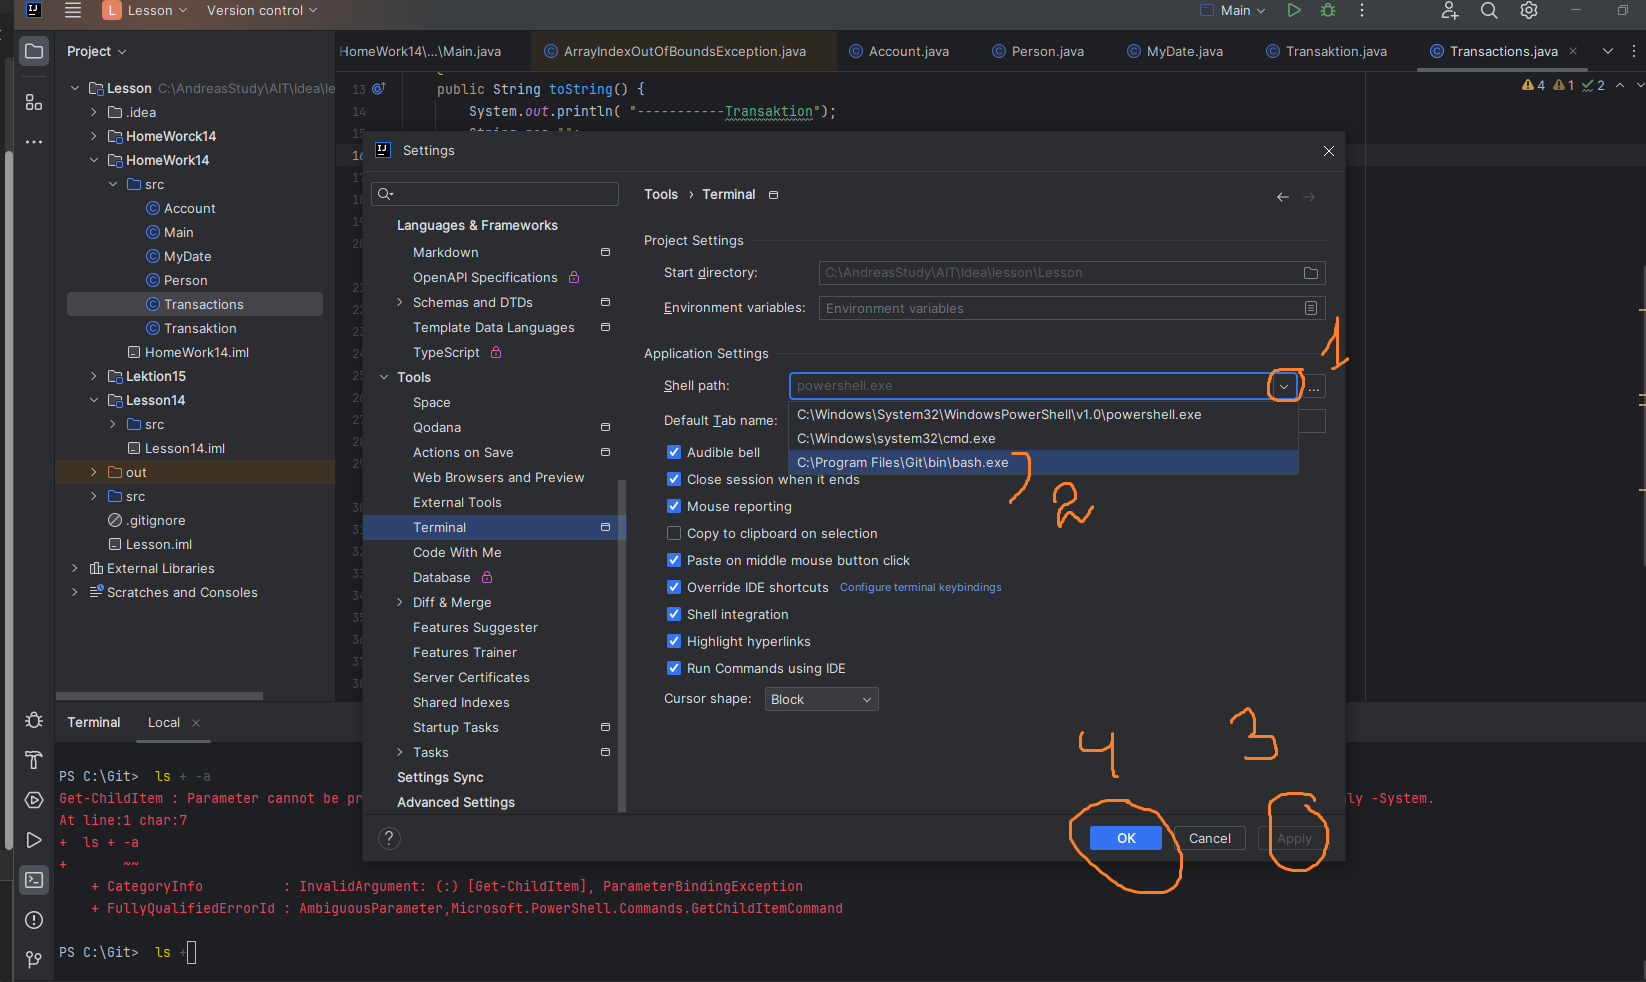 L Lesson Version control Main
Project
HomeWork14\...\Main.java ArrayIndexOutOfBoundsException.java Account.java Person.java MyDate.java Transaktion.java Transactions.java
Lesson C:\AndreasStudy\AIT\Idea\le
.idea
HomeWorck14
HomeWork14
src
Account
Main
MyDate
Person
Transactions
Transaktion
HomeWork14.iml
Lektion15
Lesson14
src
Lesson14.iml
out
src
.gitignore
Lesson.iml
External Libraries
Scratches and Consoles
4 1 2
13 public String toString() {
14 System.out.println( "-----------Transaktion");
15
16
Settings
Languages & Frameworks
Markdown
OpenAPI Specifications
Schemas and DTDs
Template Data Languages
TypeScript
Tools
Space
Qodana
Actions on Save
Web Browsers and Preview
External Tools
Terminal
Code With Me
Database
Diff & Merge
Features Suggester
Features Trainer
Server Certificates
Shared Indexes
Startup Tasks
Tasks
Settings Sync
Advanced Settings
Tools › Terminal
Project Settings
Start directory: C:\AndreasStudy\AIT\Idea\lesson\Lesson
Environment variables: Environment variables
Application Settings
1
Shell path: powershell.exe ...
C:\Windows\System32\WindowsPowerShell\v1.0\powershell.exe
Default Tab name:
C:\Windows\system32\cmd.exe
C:\Program Files\Git\bin\bash.exe
2
Audible bell
Close session when it ends
Mouse reporting
Copy to clipboard on selection
Paste on middle mouse button click
Override IDE shortcuts Configure terminal keybindings
Shell integration
Highlight hyperlinks
Run Commands using IDE
Cursor shape: Block
4 3
? OK Cancel Apply
Terminal Local
PS C:\Git> ls + -a
Get-ChildItem : Parameter cannot be pr ly -System.
At line:1 char:7
+ ls + -a
+ ~~
+ CategoryInfo : InvalidArgument: (:) [Get-ChildItem], ParameterBindingException
+ FullyQualifiedErrorId : AmbiguousParameter,Microsoft.PowerShell.Commands.GetChildItemCommand
PS C:\Git> ls +